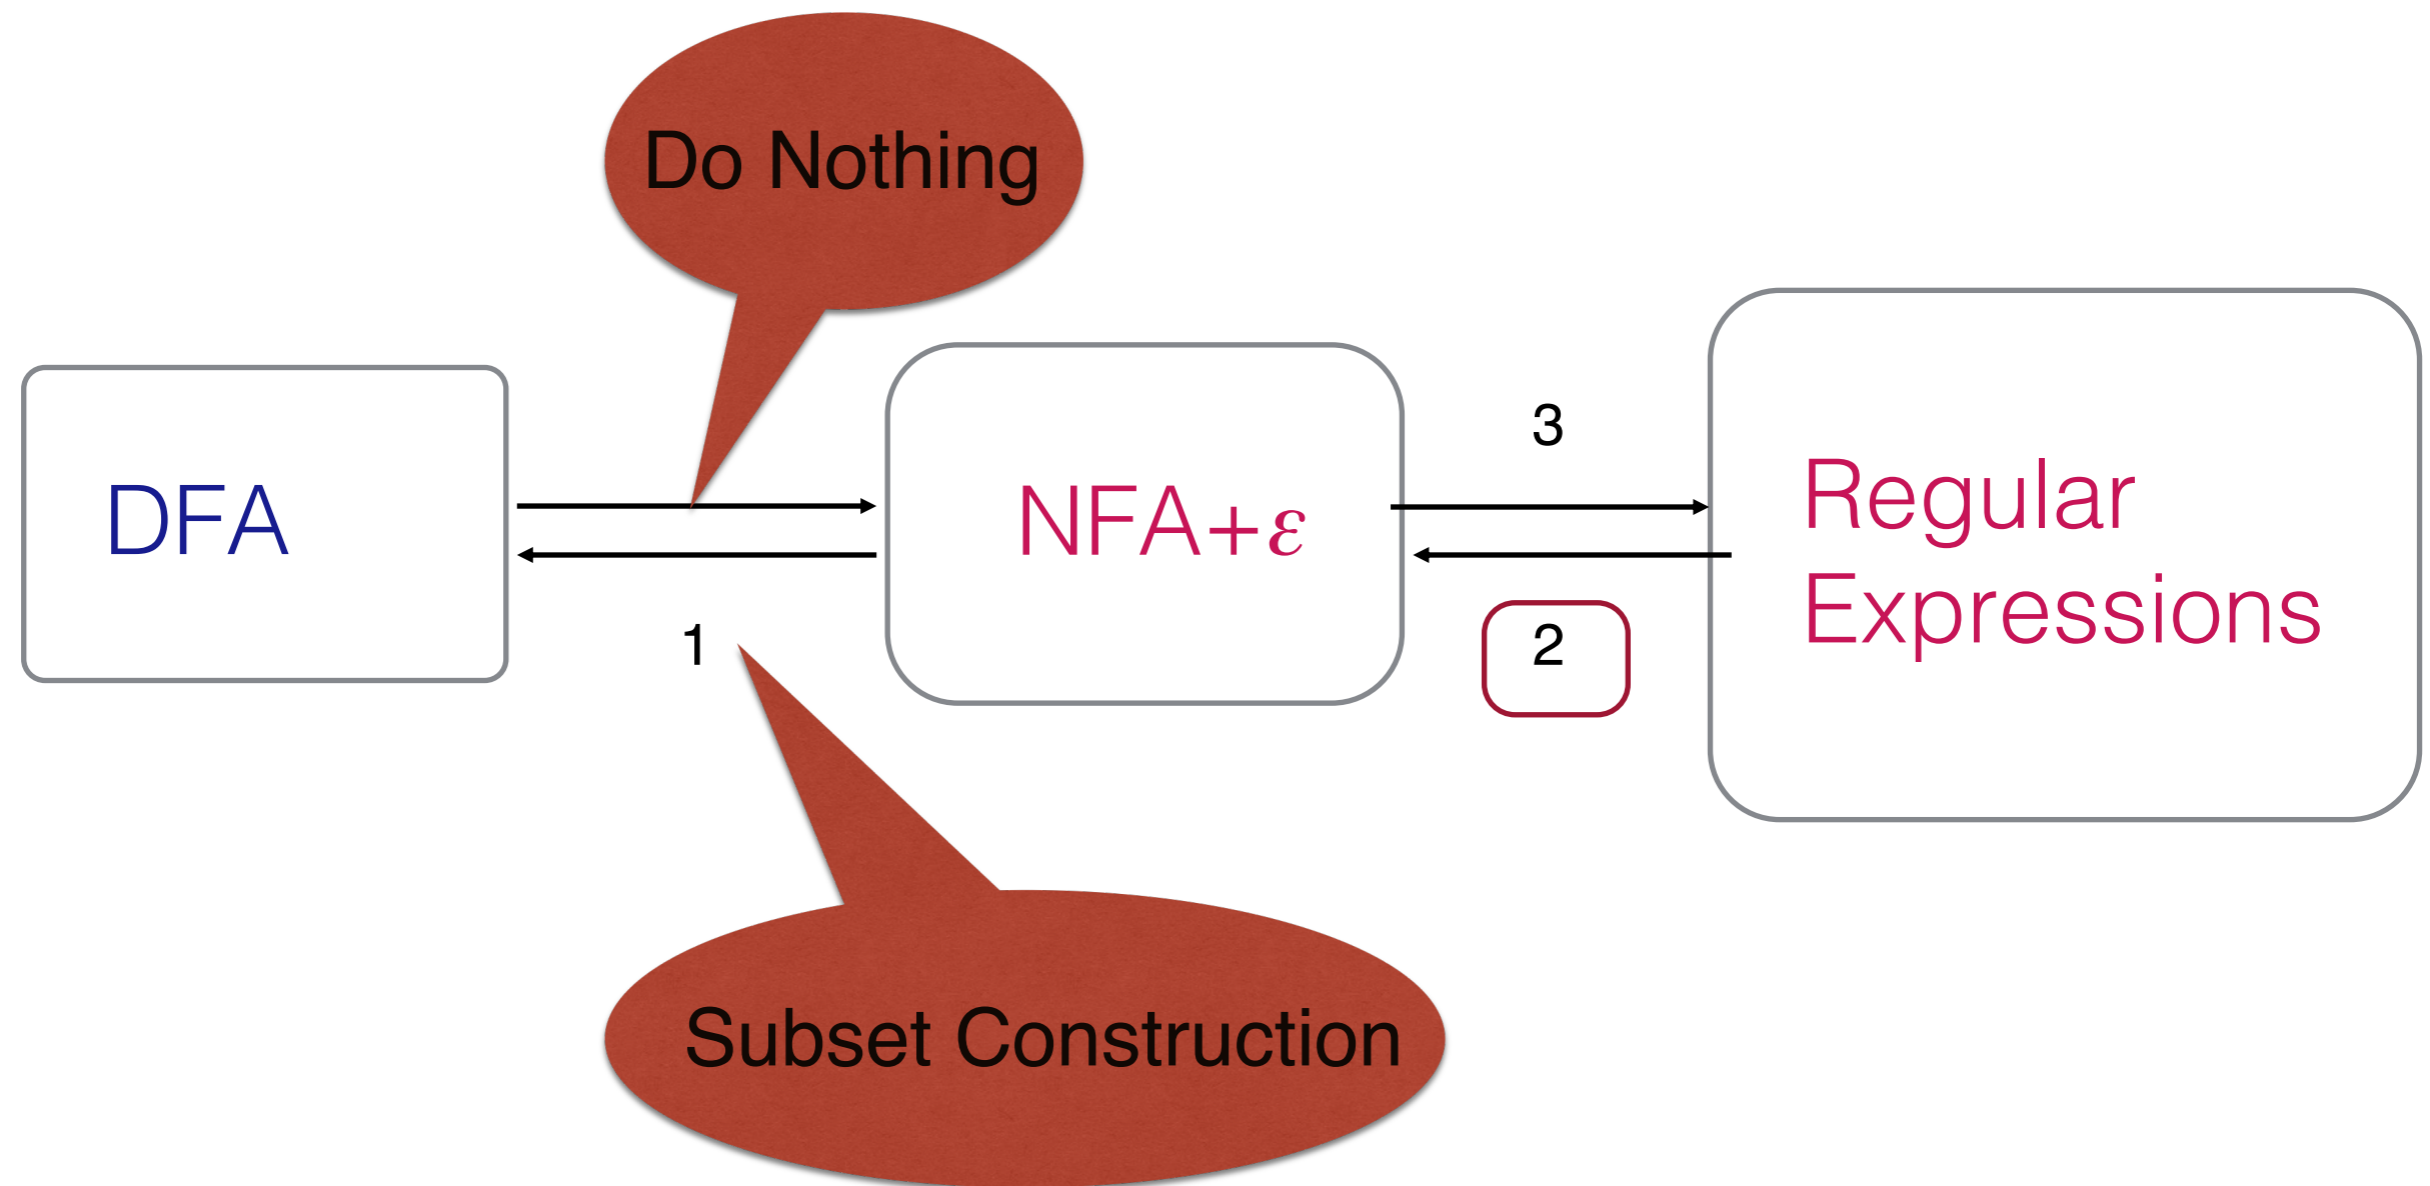 Do Nothing
DFA
NFA+ε
3
Regular
Expressions
1
2
Subset Construction